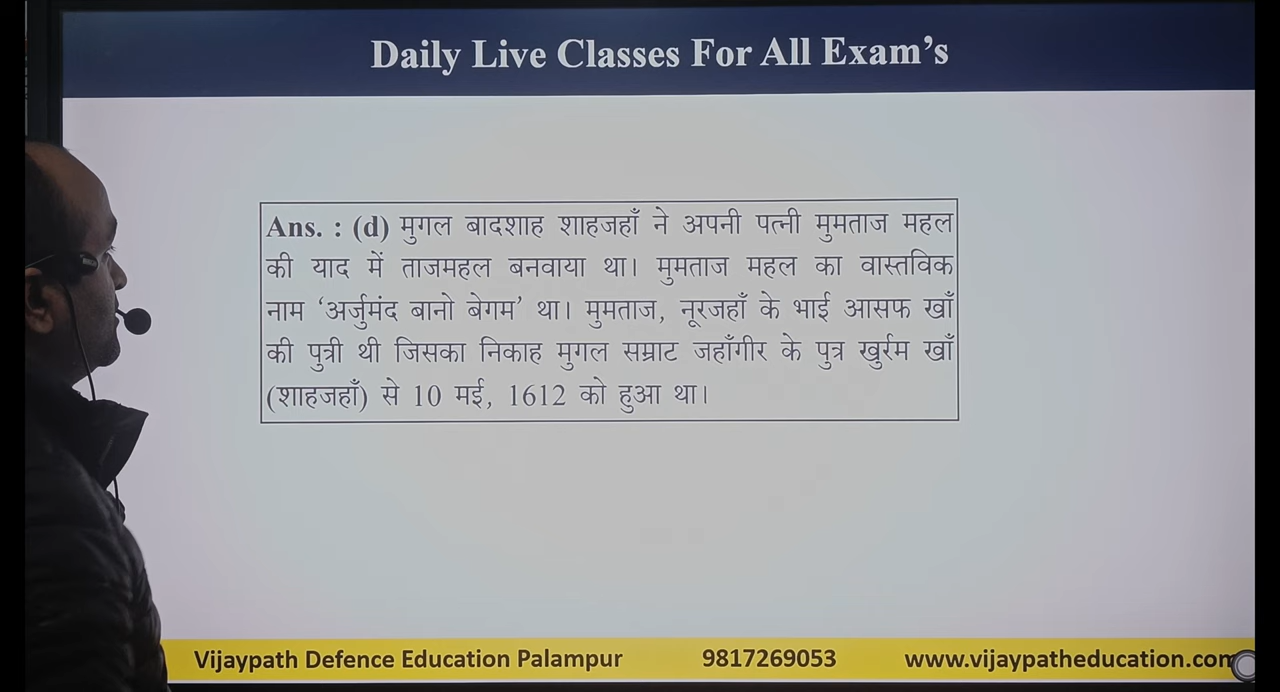 Daily Live Classes For All Exam's
Ans. : (d) मुगल बादशाह शाहजहाँ ने अपनी पत्नी मुमताज महल
की याद में ताजमहल बनवाया था। मुमताज महल का वास्तविक
नाम 'अर्जुमंद बानो बेगम' था। मुमताज, नूरजहाँ के भाई आसफ खाँ
की पुत्री थी जिसका निकाह मुगल सम्राट जहाँगीर के पुत्र खुर्रम खाँ
(शाहजहाँ) से 10 मई, 1612 को हुआ था।
Vijaypath Defence Education Palampur 9817269053 www.vijaypatheducation.com